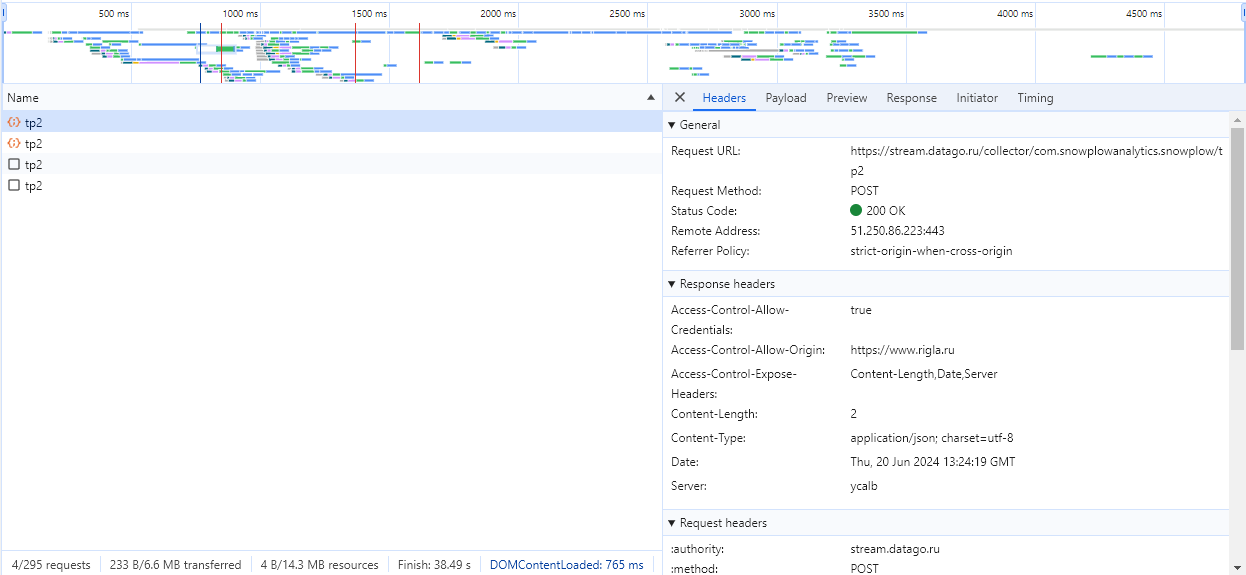 500 ms 1000 ms 1500 ms 2000 ms 2500 ms 3000 ms 3500 ms 4000 ms 4500 ms
Name
tp2
tp2
tp2
tp2
4/295 requests 233 B/6.6 MB transferred 4 B/14.3 MB resources Finish: 38.49 s DOMContentLoaded: 765 ms
Headers Payload Preview Response Initiator Timing
General
Request URL: https://stream.datago.ru/collector/com.snowplowanalytics.snowplow/t
p2
Request Method: POST
Status Code: 200 OK
Remote Address: 51.250.86.223:443
Referrer Policy: strict-origin-when-cross-origin
Response headers
Access-Control-Allow- true
Credentials:
Access-Control-Allow-Origin: https://www.rigla.ru
Access-Control-Expose- Content-Length,Date,Server
Headers:
Content-Length: 2
Content-Type: application/json; charset=utf-8
Date: Thu, 20 Jun 2024 13:24:19 GMT
Server: ycalb
Request headers
:authority: stream.datago.ru
:method: POST